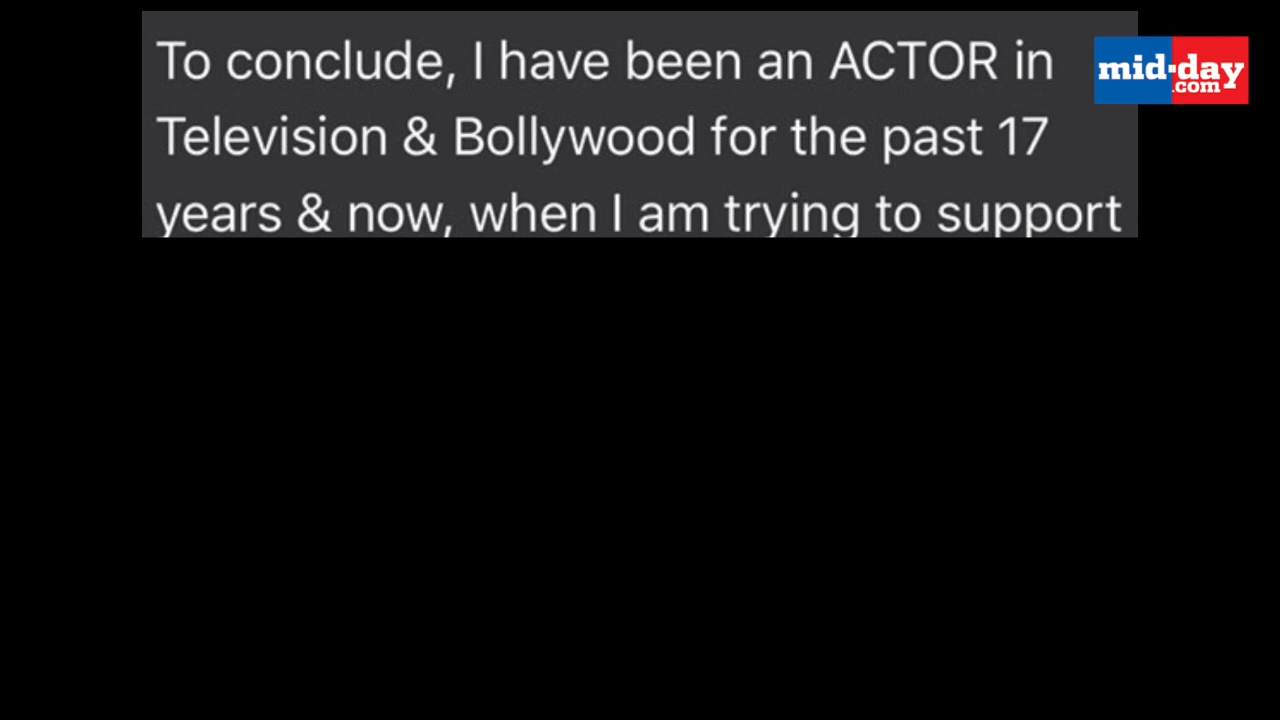 To conclude, I have been an ACTOR in
Television & Bollywood for the past 17
years & now, when I am trying to support
mid-day
.com